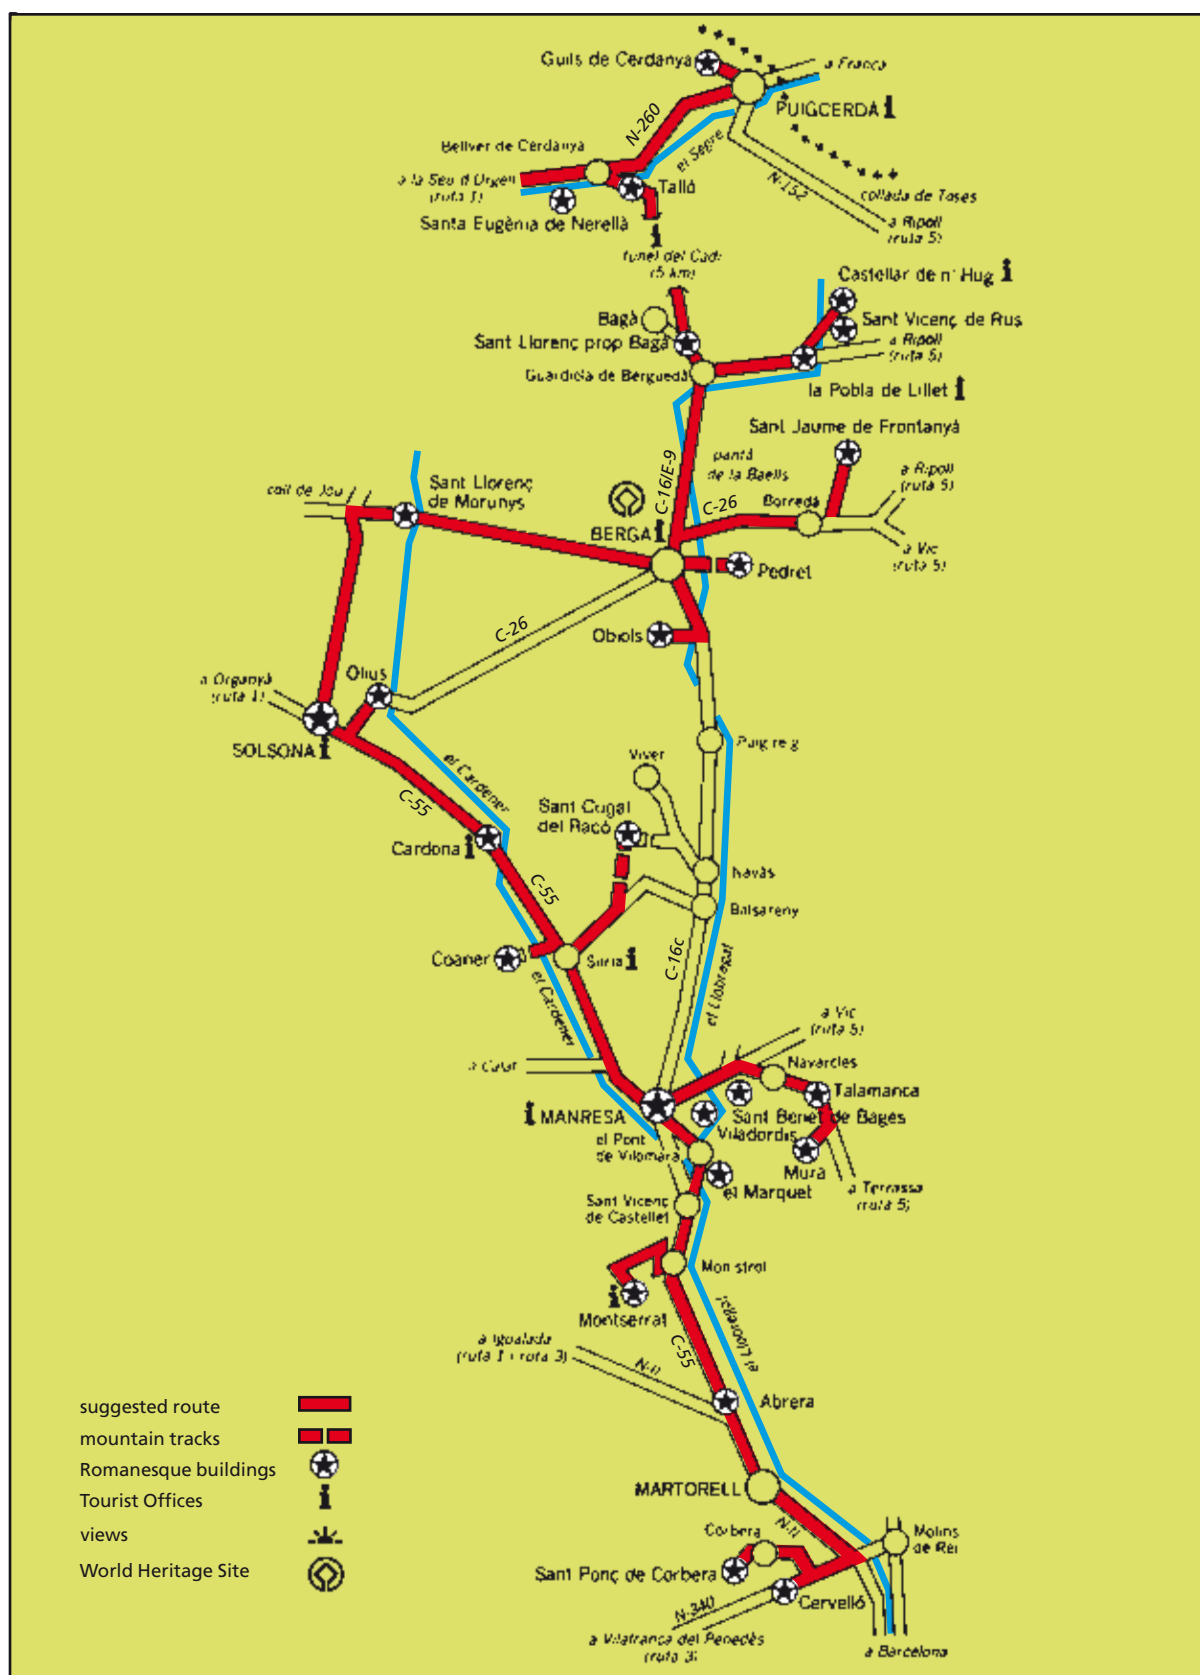 Guils de Cerdanya
a França
PUIGCERDÀ i
N-260
Bellver de Cerdanya
el Segre
a la Seu d'Urgell
(ruta 1)
Talló
N-152
collada de Toses
Santa Eugènia de Nerellà
a Ripoll
(ruta 5)
i
túnel del Cadí
(5 km)
Castellar de n'Hug i
Bagà
Sant Vicenç de Rus
Sant Llorenç prop Bagà
a Ripoll
(ruta 5)
Guardiola de Berguedà
la Pobla de Lillet i
Sant Jaume de Frontanyà
C-16/E-9
pantà
de la Baells
a Ripoll
(ruta 5)
coll de Jou
Sant Llorenç
de Morunys
C-26
Borredà
BERGA i
a Vic
(ruta 5)
Pedret
C-26
Obiols
Olius
a Organyà
(ruta 1)
SOLSONA i
Puig-reig
Viver
el Cardener
C-55
Sant Cugat
del Racó
Cardona i
Navàs
C-55
Balsareny
Coaner
Súria i
C-16c
el Llobregat
el Cardener
a Vic
(ruta 5)
a Calaf
Navarcles
Talamanca
i MANRESA
Sant Benet de Bages
Viladordis
el Pont
de Vilomara
Mura
el Marquet
a Terrassa
(ruta 5)
Sant Vicenç
de Castellet
Monistrol
i
Montserrat
el Llobregat
a Igualada
(ruta 1 i ruta 3)
C-55
N-II
Abrera
suggested route
mountain tracks
Romanesque buildings
Tourist Offices i
views
World Heritage Site
MARTORELL
N-II
Corbera
Molins
de Rei
Sant Ponç de Corbera
Cervelló
N-340
a Vilafranca del Penedès
(ruta 3)
a Barcelona